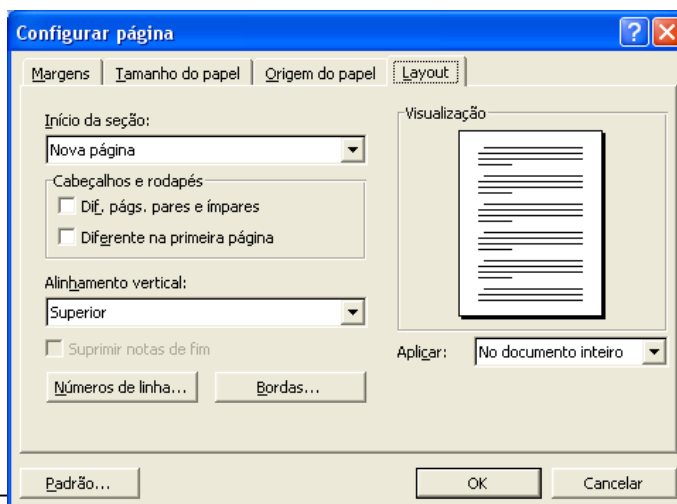 Configurar página
Margens
Tamanho do papel
Origem do papel
Layout
Início da seção:
Nova página
Cabeçalhos e rodapés
Dif. págs. pares e ímpares
Diferente na primeira página
Alinhamento vertical:
Superior
Suprimir notas de fim
Números de linha...
Bordas...
Visualização
Aplicar:
No documento inteiro
Padrão...
OK
Cancelar